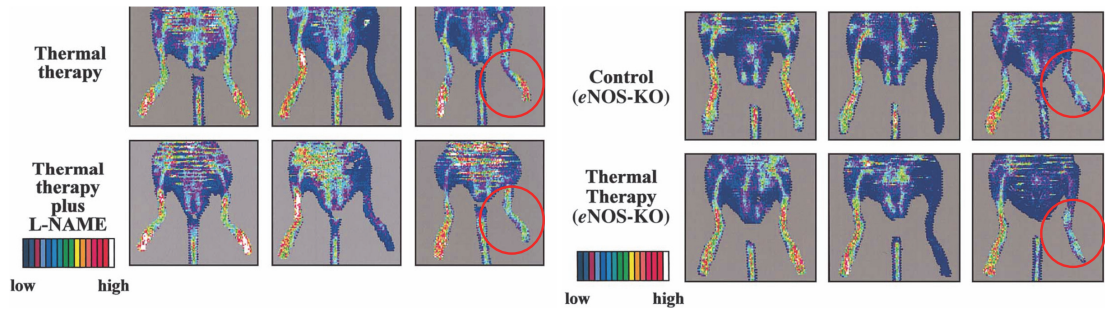 Thermal
therapy
Thermal
therapy
plus
L-NAME
low high
Control
(eNOS-KO)
Thermal
Therapy
(eNOS-KO)
low high